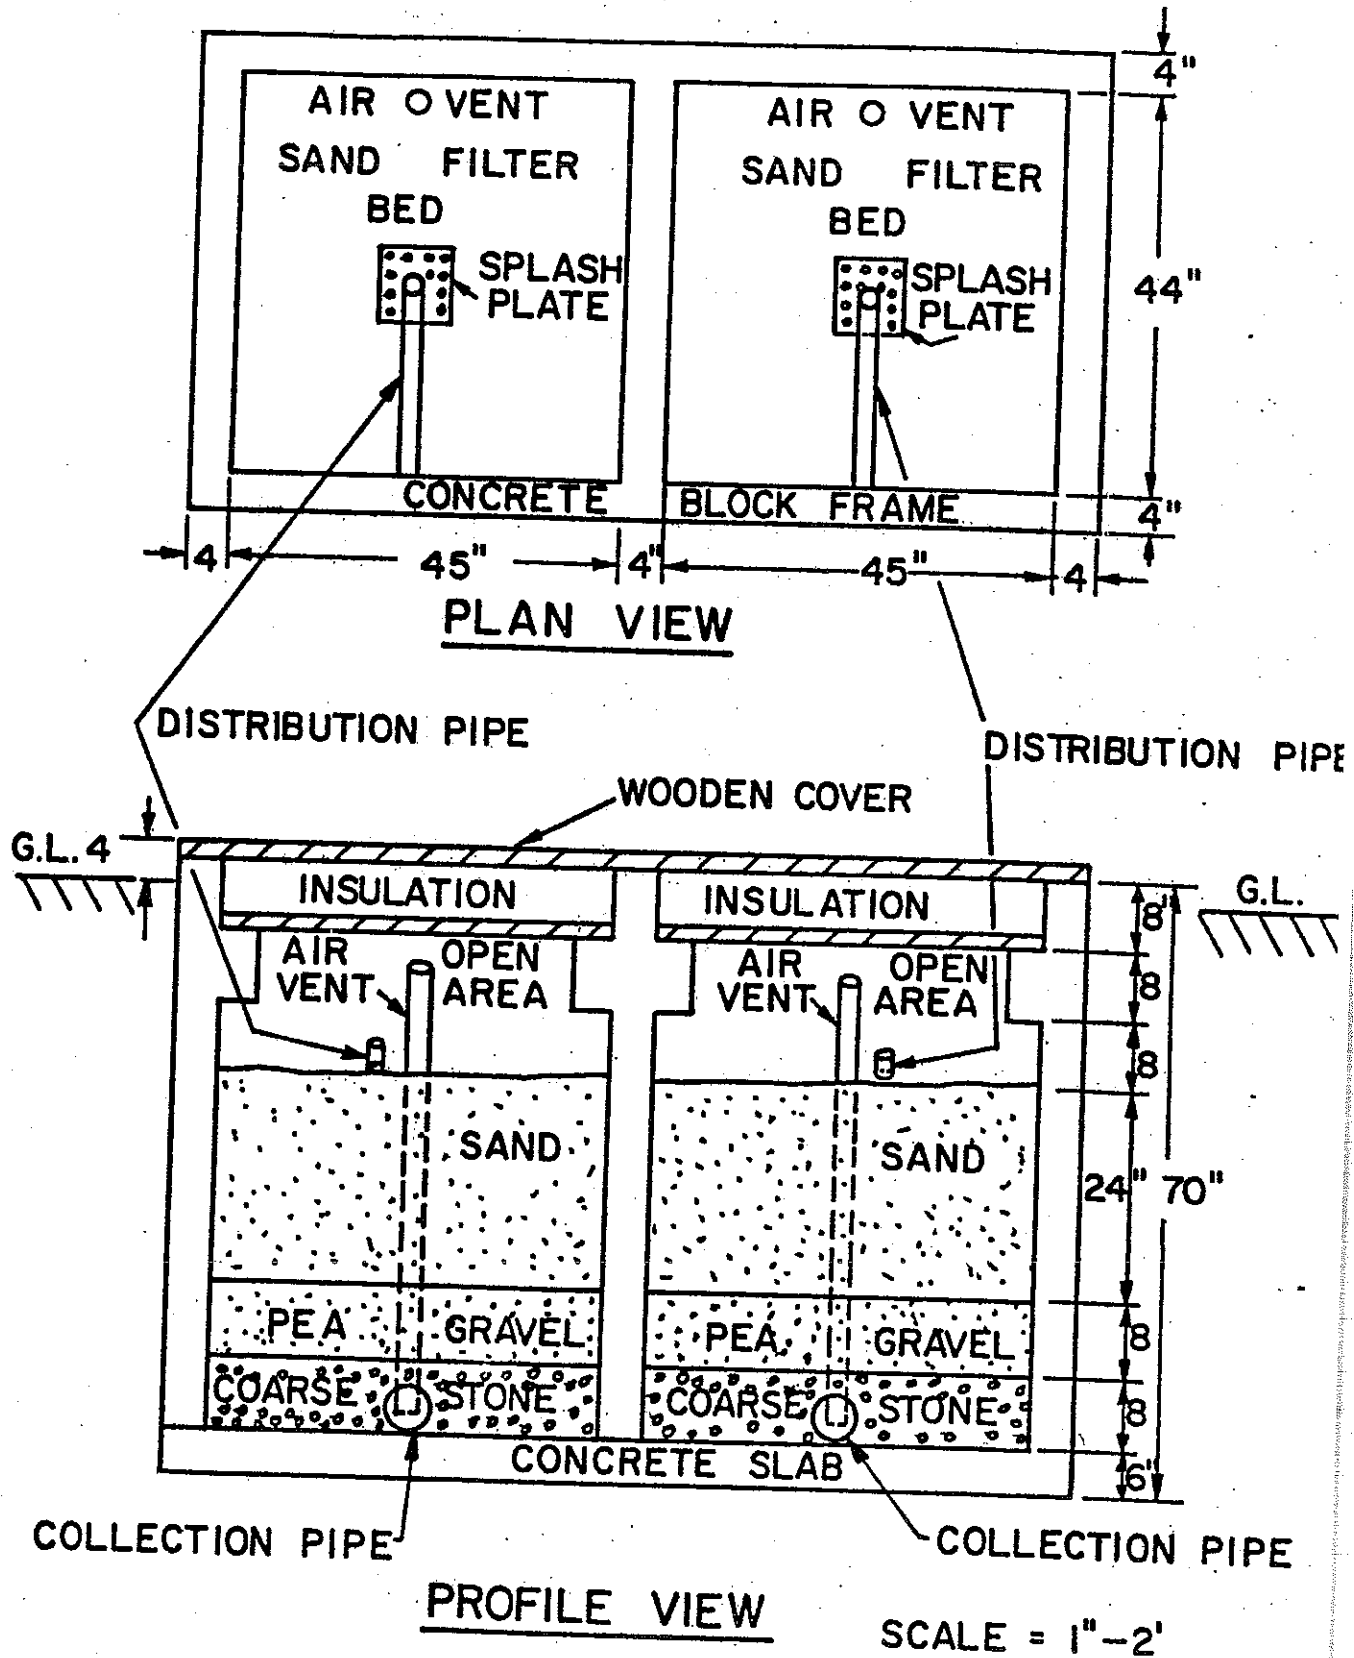 4"
AIR VENT
AIR VENT
SAND FILTER
SAND FILTER
BED
BED
SPLASH
PLATE
SPLASH
PLATE
44"
CONCRETE BLOCK FRAME
4"
4 45" 4" 45" 4
PLAN VIEW
DISTRIBUTION PIPE
DISTRIBUTION PIPE
WOODEN COVER
G.L. 4
G.L.
INSULATION
INSULATION
8'
AIR
VENT
OPEN
AREA
AIR
VENT
OPEN
AREA
8
8
SAND
SAND
24" 70"
PEA GRAVEL
PEA GRAVEL
8
COARSE STONE
COARSE STONE
8
CONCRETE SLAB
6'
COLLECTION PIPE
COLLECTION PIPE
PROFILE VIEW
SCALE = 1"-2'